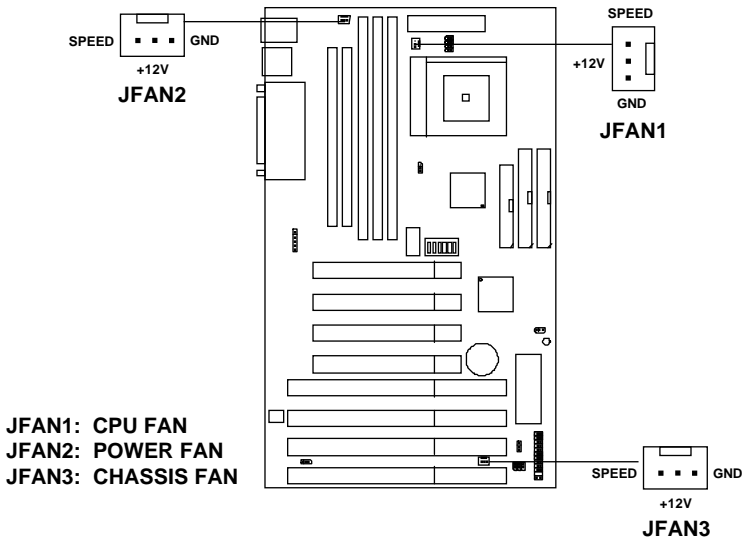 SPEED
GND
+12V
JFAN2
SPEED
+12V
GND
JFAN1
JFAN1: CPU FAN
JFAN2: POWER FAN
JFAN3: CHASSIS FAN
SPEED
GND
+12V
JFAN3